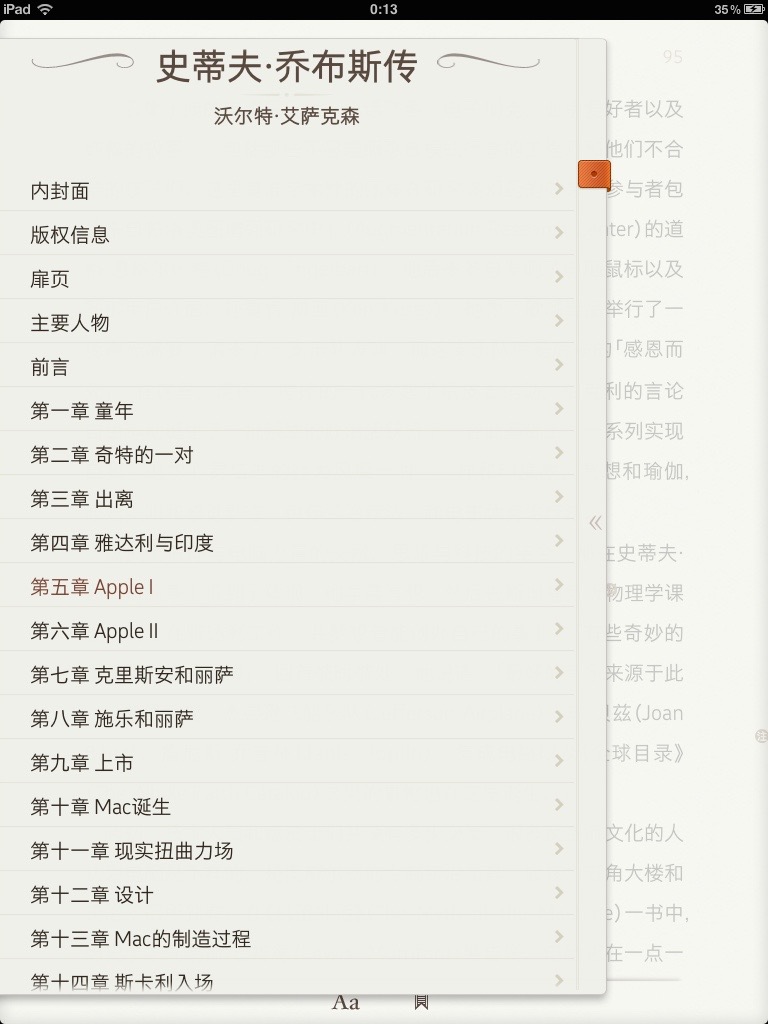 iPad
0:13
35%
史蒂夫·乔布斯传
沃尔特·艾萨克森
内封面
版权信息
扉页
主要人物
前言
第一章 童年
第二章 奇特的一对
第三章 出离
第四章 雅达利与印度
第五章 Apple I
第六章 Apple II
第七章 克里斯安和丽萨
第八章 施乐和丽萨
第九章 上市
第十章 Mac诞生
第十一章 现实扭曲力场
第十二章 设计
第十三章 Mac的制造过程
第十四章 斯卡利入场
95
好者以及
他们不合
参与者包
ter）的道
鼠标以及
举行了一
「感恩而
利的言论
系列实现
想和瑜伽,
在史蒂夫·
物理学课
些奇妙的
来源于此
兹（Joan
全球目录》
文化的人
角大楼和
e）一书中,
在一点一
注
Aa